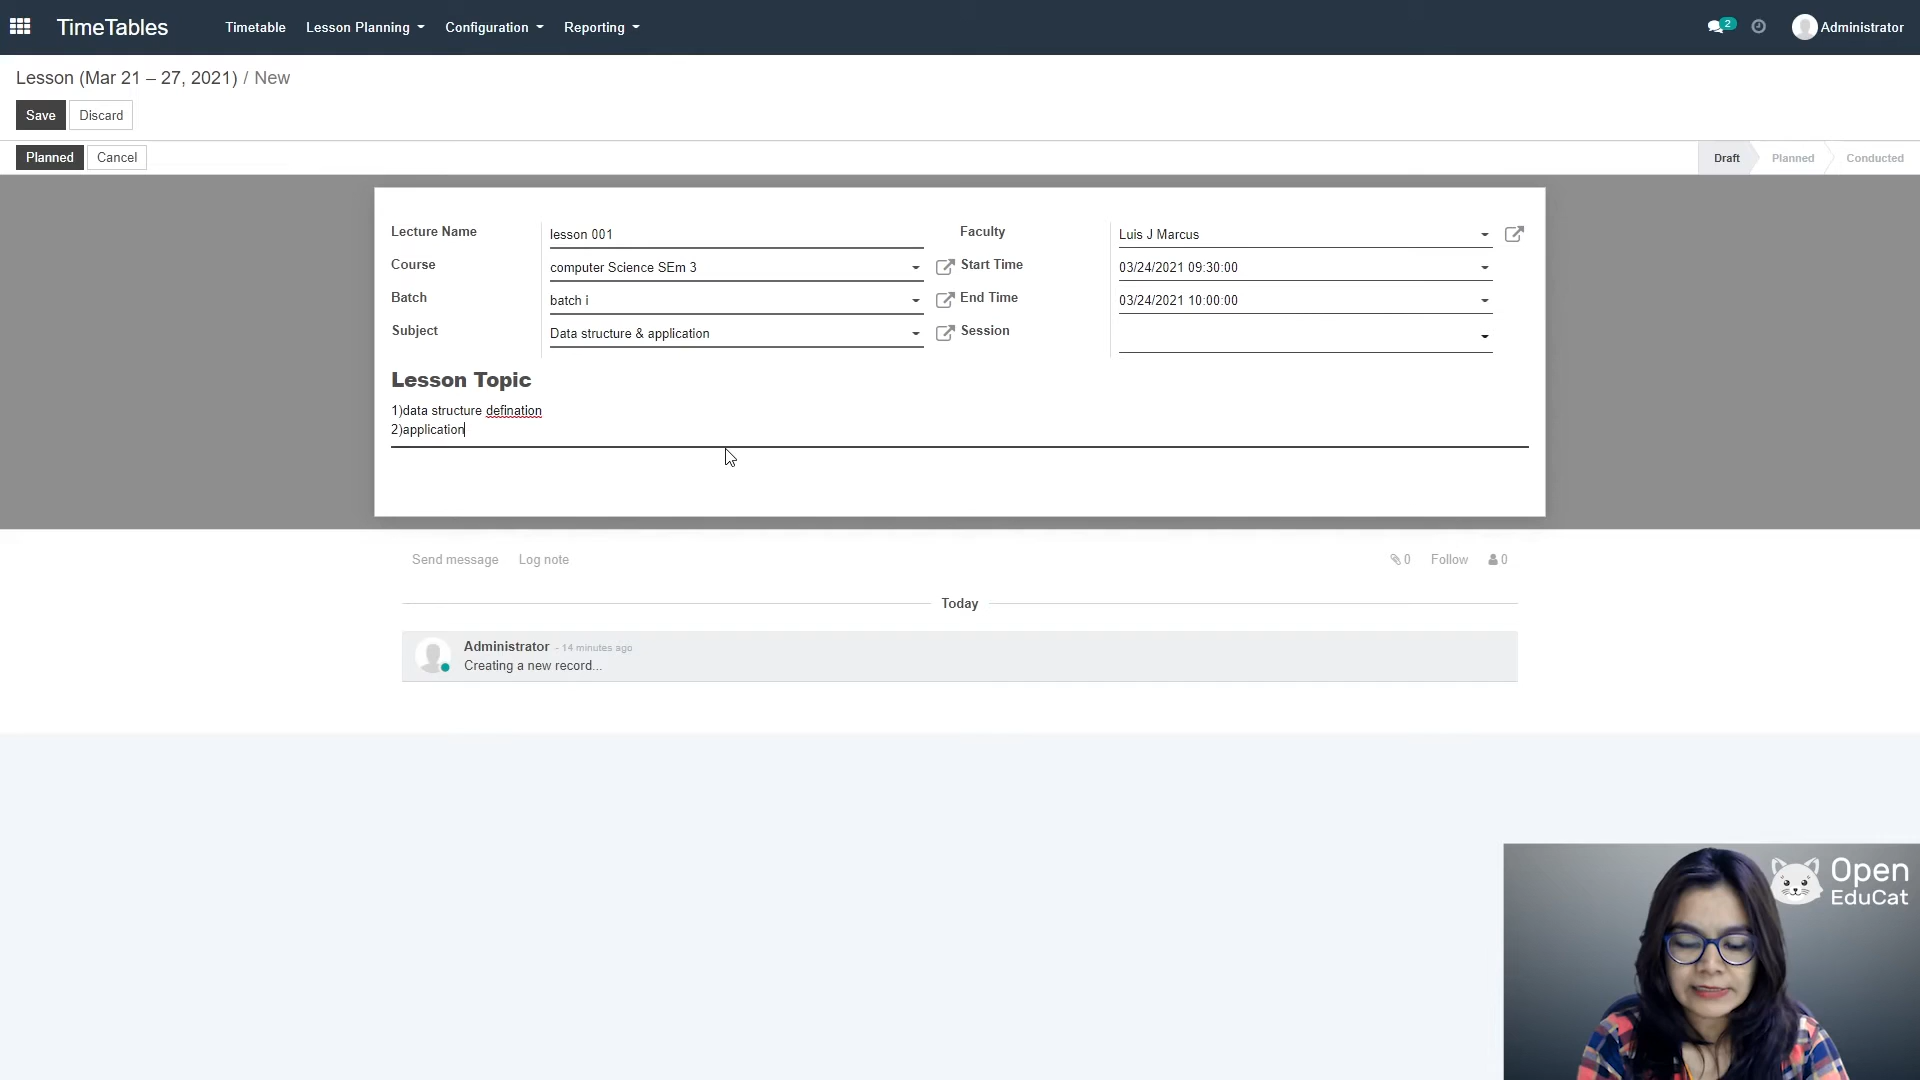 TimeTables Timetable Lesson Planning Configuration Reporting 2 Administrator
Lesson (Mar 21 – 27, 2021) / New
Save Discard
Planned Cancel Draft Planned Conducted
Lecture Name lesson 001 Faculty Luis J Marcus
Course computer Science SEm 3 Start Time 03/24/2021 09:30:00
Batch batch i End Time 03/24/2021 10:00:00
Subject Data structure & application Session
Lesson Topic
1)data structure defination
2)application
Send message Log note 0 Follow 0
Today
Administrator - 14 minutes ago
Creating a new record...
Open
EduCat